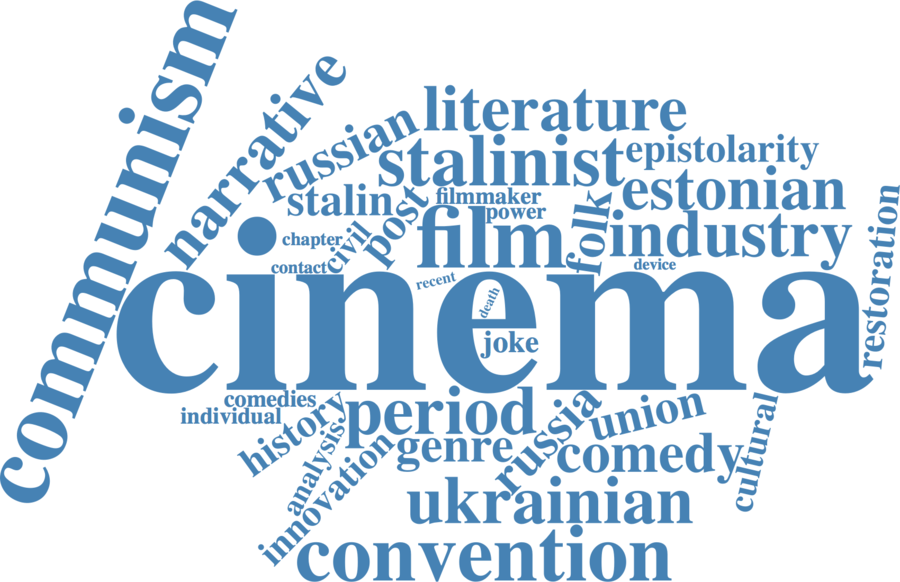 communism
narrative
russian
literature
stalinist
epistolarity
stalin
filmmaker
power
estonian
post
folk
chapter
civil
film
industry
contact
device
recent
restoration
cinema
death
joke
comedies
individual
period
history
russia
union
analysis
genre
comedy
cultural
innovation
ukrainian
convention